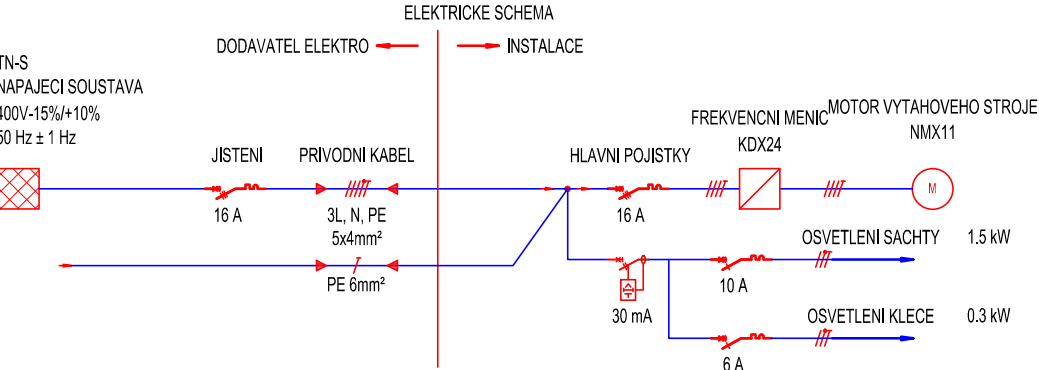 ELEKTRICKE SCHEMA
DODAVATEL ELEKTRO
INSTALACE
TN-S
NAPAJECI SOUSTAVA
400V-15%/+10%
50 Hz ± 1 Hz
JISTENI
PRIVODNI KABEL
HLAVNI POJISTKY
FREKVENCNI MENIC
KDX24
MOTOR VYTAHOVEHO STROJE
NMX11
16 A
3L, N, PE
5x4mm²
16 A
M
PE 6mm²
30 mA
OSVETLENI SACHTY
1.5 kW
10 A
OSVETLENI KLECE
0.3 kW
6 A